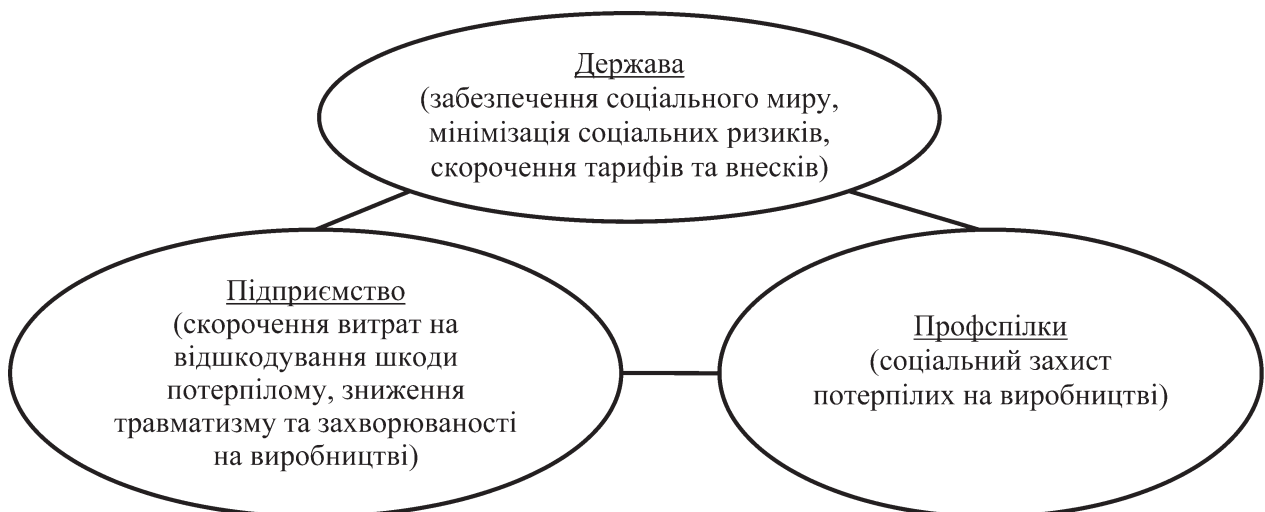 Держава
(забезпечення соціального миру,
мінімізація соціальних ризиків,
скорочення тарифів та внесків)
Підприємство
(скорочення витрат на
відшкодування шкоди
потерпілому, зниження
травматизму та захворюваності
на виробництві)
Профспілки
(соціальний захист
потерпілих на виробництві)